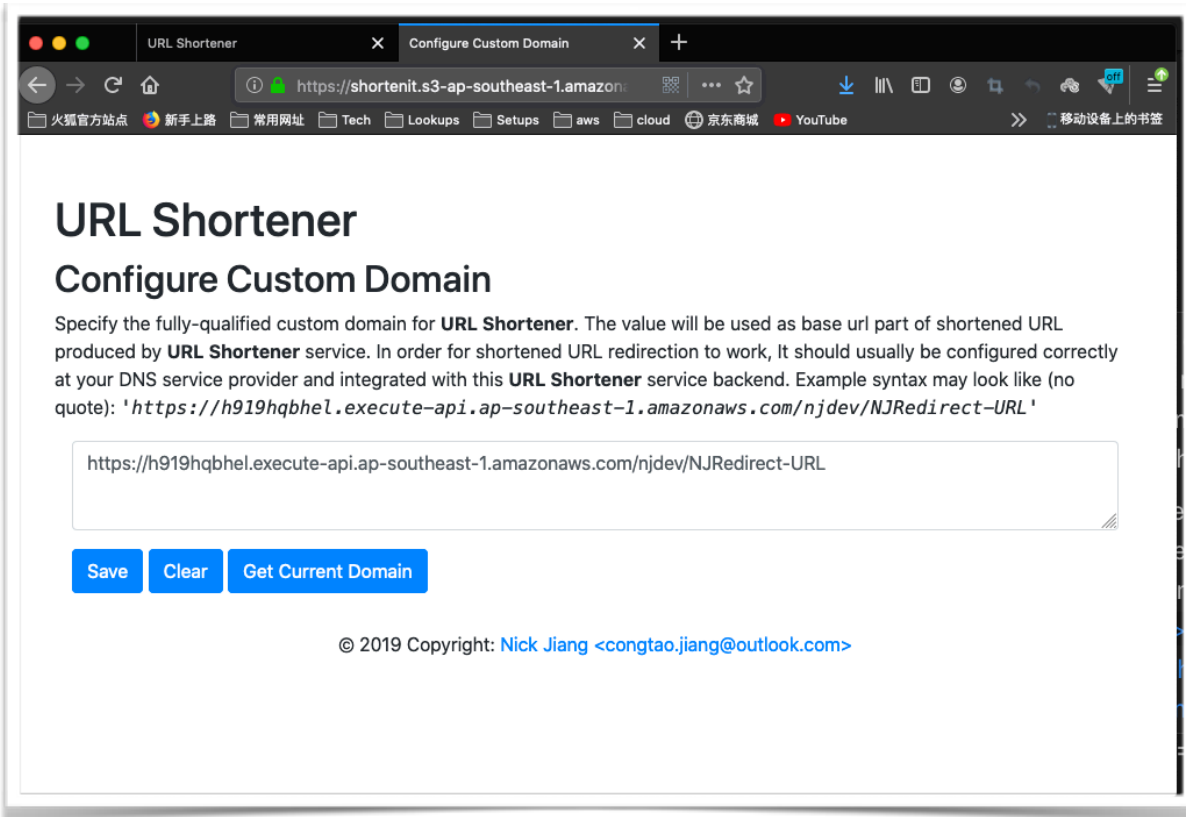 URL Shortener
Configure Custom Domain
https://shortenit.s3-ap-southeast-1.amazon
off
火狐官方站点
新手上路
常用网址
Tech
Lookups
Setups
aws
cloud
京东商城
YouTube
移动设备上的书签
URL Shortener
Configure Custom Domain
Specify the fully-qualified custom domain for URL Shortener. The value will be used as base url part of shortened URL
produced by URL Shortener service. In order for shortened URL redirection to work, It should usually be configured correctly
at your DNS service provider and integrated with this URL Shortener service backend. Example syntax may look like (no
quote): 'https://h919hqbhel.execute-api.ap-southeast-1.amazonaws.com/njdev/NJRedirect-URL'
https://h919hqbhel.execute-api.ap-southeast-1.amazonaws.com/njdev/NJRedirect-URL
Save
Clear
Get Current Domain
© 2019 Copyright: Nick Jiang <congtao.jiang@outlook.com>